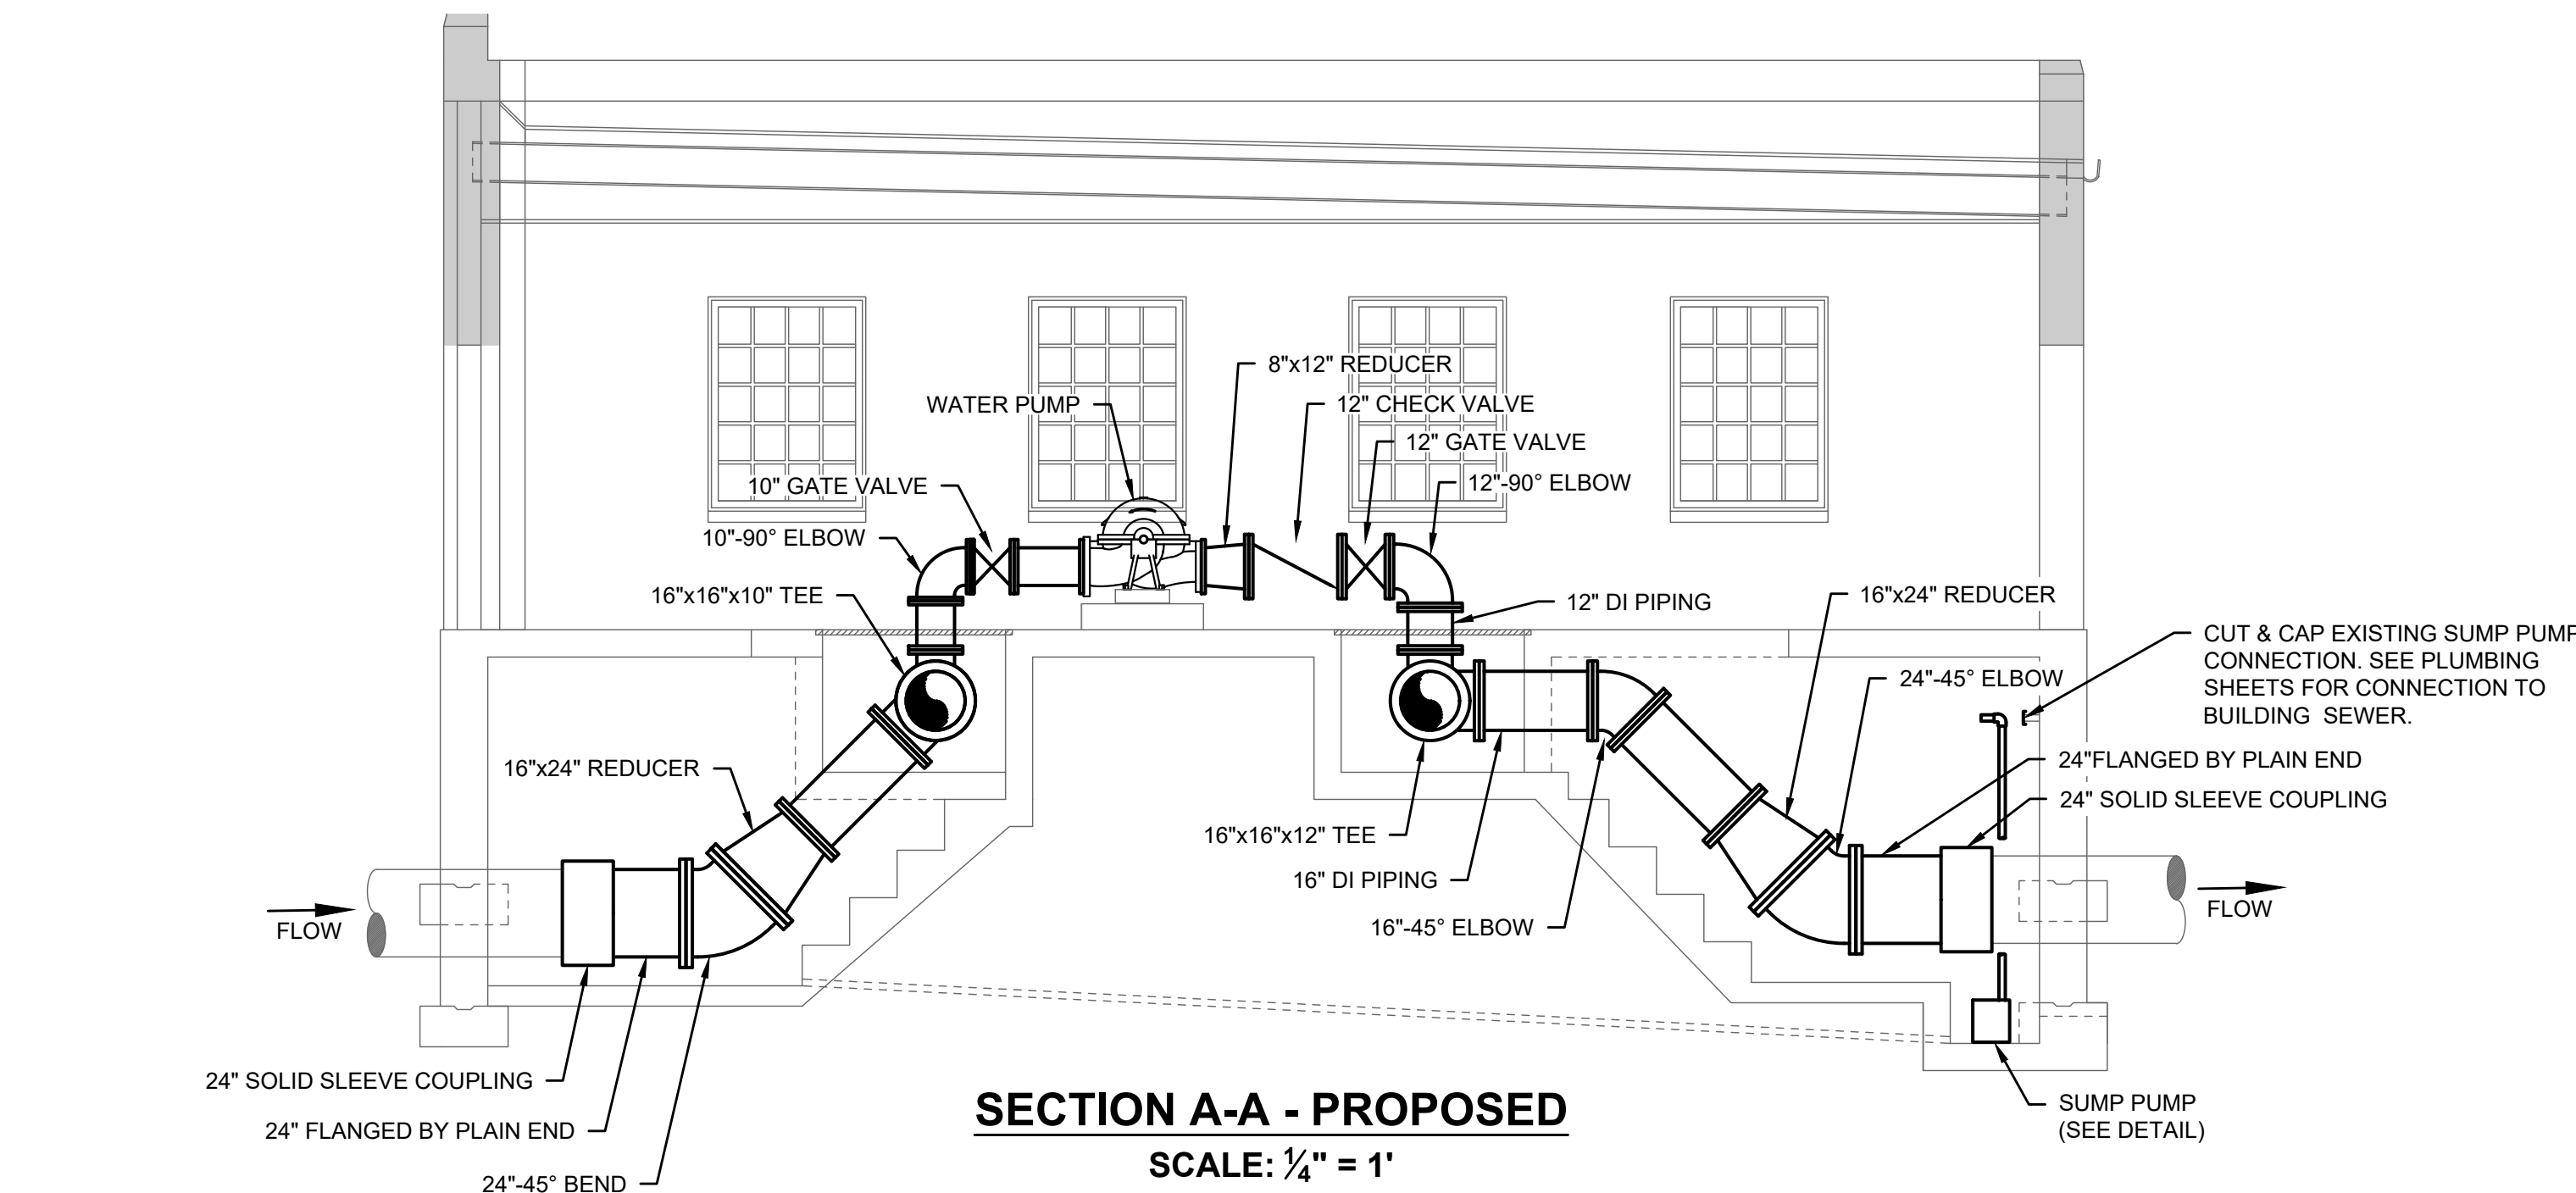 8"x12" REDUCER
WATER PUMP
12" CHECK VALVE
12" GATE VALVE
10" GATE VALVE
12"-90° ELBOW
10"-90° ELBOW
16"x16"x10" TEE
12" DI PIPING
16"x24" REDUCER
CUT & CAP EXISTING SUMP PUMP
CONNECTION. SEE PLUMBING
SHEETS FOR CONNECTION TO
BUILDING SEWER.
24"-45° ELBOW
16"x24" REDUCER
24"FLANGED BY PLAIN END
24" SOLID SLEEVE COUPLING
16"x16"x12" TEE
16" DI PIPING
16"-45° ELBOW
FLOW
FLOW
24" SOLID SLEEVE COUPLING
24" FLANGED BY PLAIN END
24"-45° BEND
SUMP PUMP
(SEE DETAIL)
SECTION A-A - PROPOSED
SCALE: ¼" = 1'